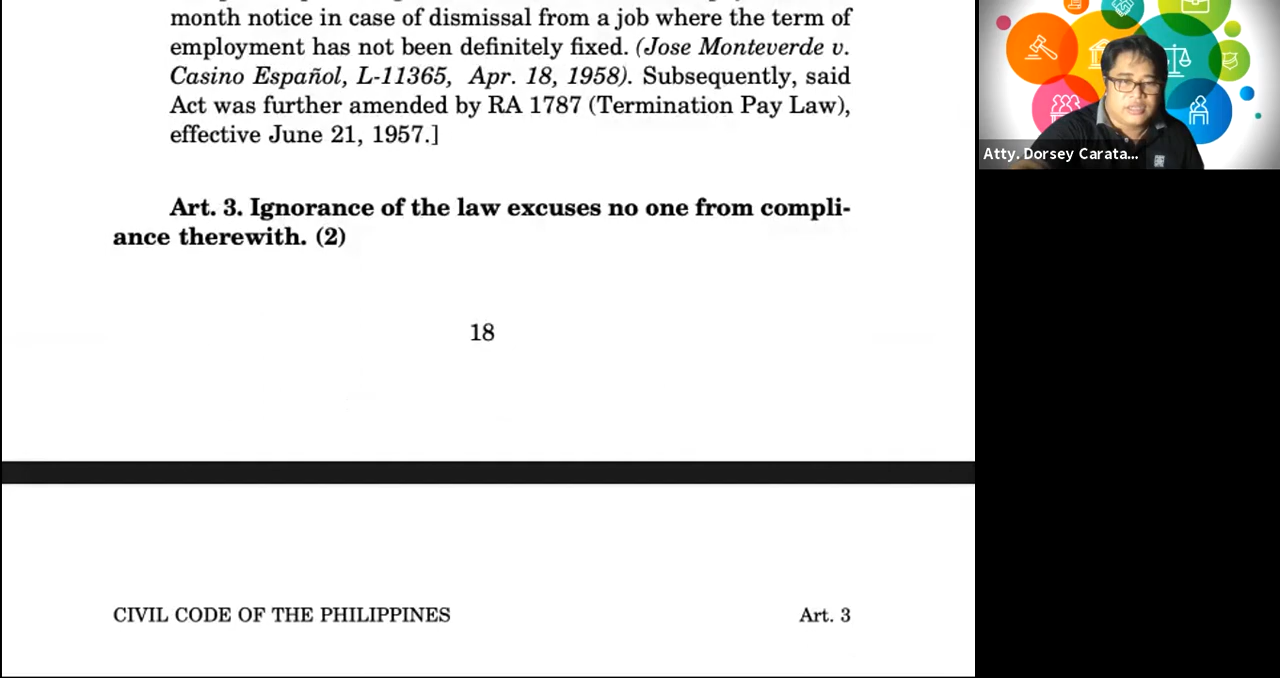 month notice in case of dismissal from a job where the term of
employment has not been definitely fixed. (Jose Monteverde v.
Casino Español, L-11365, Apr. 18, 1958). Subsequently, said
Act was further amended by RA 1787 (Termination Pay Law),
effective June 21, 1957.]
Art. 3. Ignorance of the law excuses no one from compli-
ance therewith. (2)
18
CIVIL CODE OF THE PHILIPPINES Art. 3
Atty. Dorsey Carata...